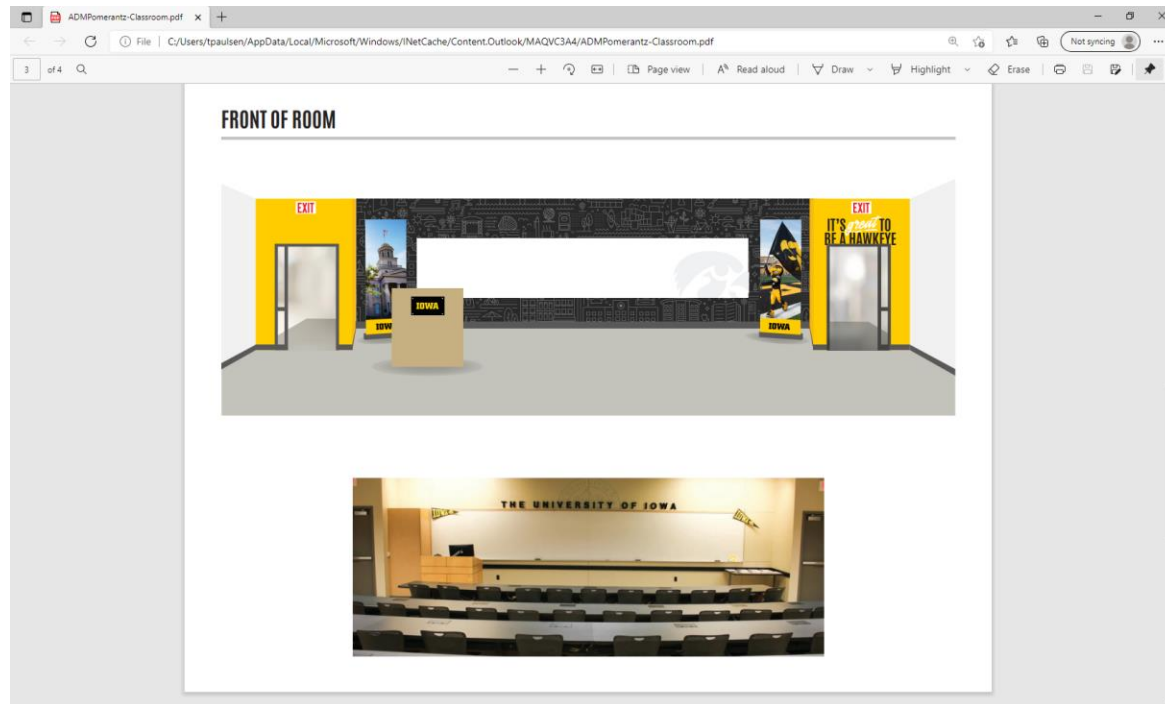 ADMPomerantz-Classroom.pdf
File | C:/Users/tpaulsen/AppData/Local/Microsoft/Windows/INetCache/Content.Outlook/MAQVC3A4/ADMPomerantz-Classroom.pdf
Not syncing
3 of 4
Page view
Read aloud
Draw
Highlight
Erase
FRONT OF ROOM
EXIT
EXIT
IT'S great TO
BE A HAWKEYE
IOWA
IOW
IOWA
THE UNIVERSITY OF IOWA